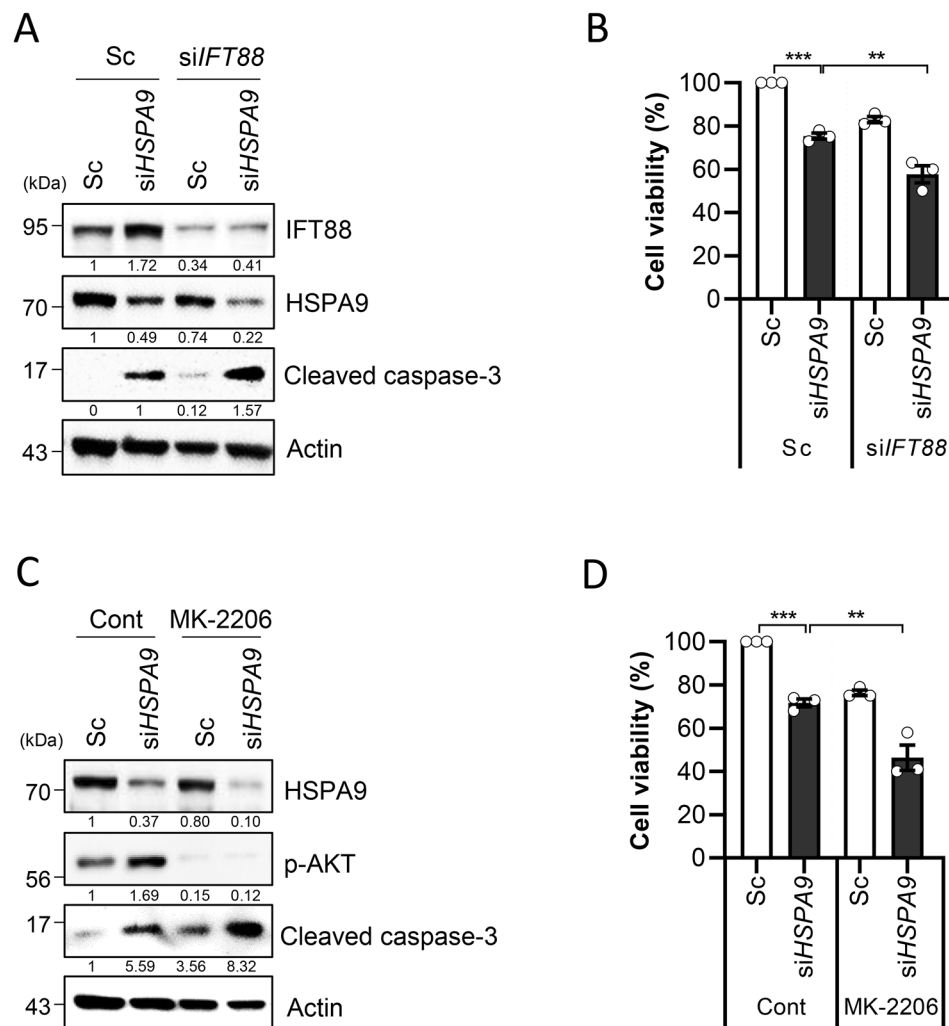 A
Sc siIFT88
(kDa) Sc siHSPA9 Sc siHSPA9
95 IFT88
1 1.72 0.34 0.41
70 HSPA9
1 0.49 0.74 0.22
17 Cleaved caspase-3
0 1 0.12 1.57
43 Actin
B
*** **
Cell viability (%)
100
80
60
40
20
0
Sc siHSPA9 Sc siHSPA9
Sc siIFT88
C
Cont MK-2206
(kDa) Sc siHSPA9 Sc siHSPA9
70 HSPA9
1 0.37 0.80 0.10
56 p-AKT
1 1.69 0.15 0.12
17 Cleaved caspase-3
1 5.59 3.56 8.32
43 Actin
D
*** **
Cell viability (%)
100
80
60
40
20
0
Sc siHSPA9 Sc siHSPA9
Cont MK-2206